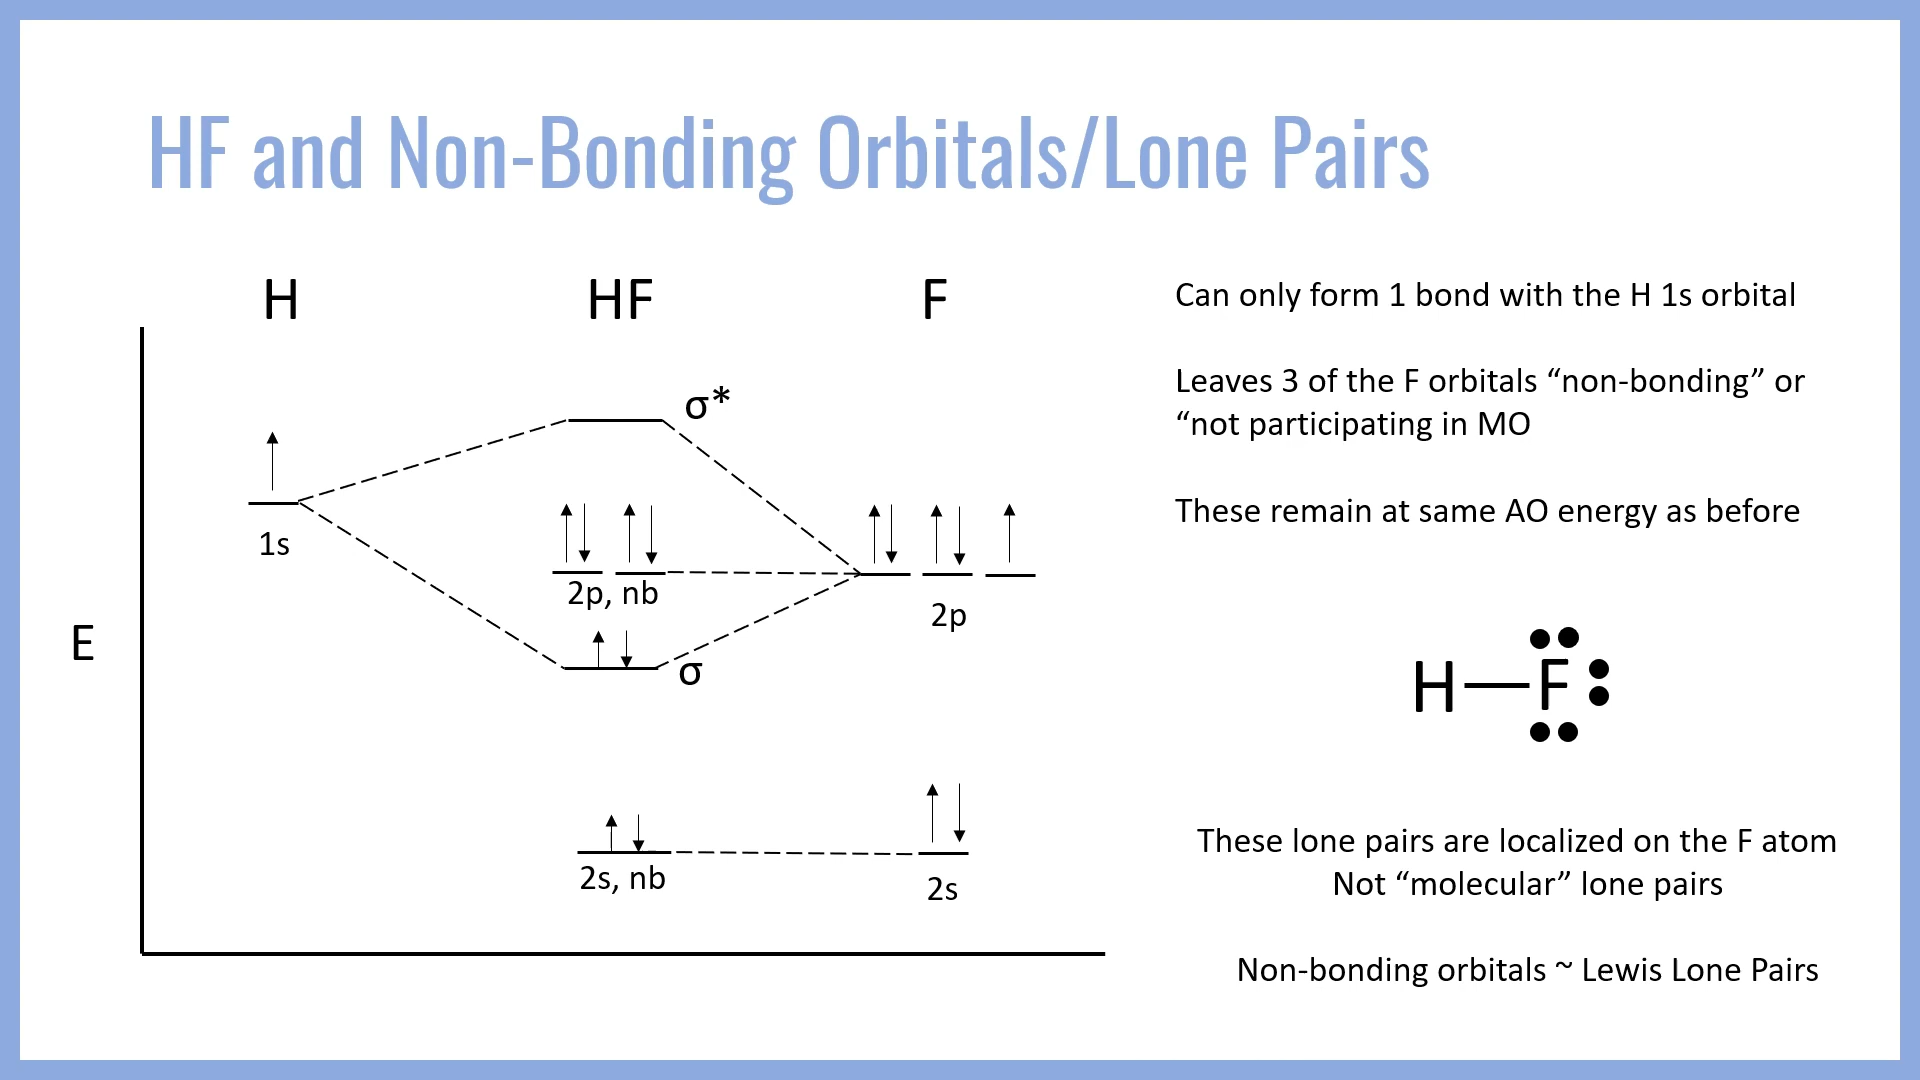 HF and Non-Bonding Orbitals/Lone Pairs
H
HF
F
σ*
1s
2p, nb
2p
E
σ
2s, nb
2s
Can only form 1 bond with the H 1s orbital
Leaves 3 of the F orbitals “non-bonding” or
“not participating in MO
These remain at same AO energy as before
H—F
These lone pairs are localized on the F atom
Not “molecular” lone pairs
Non-bonding orbitals ~ Lewis Lone Pairs